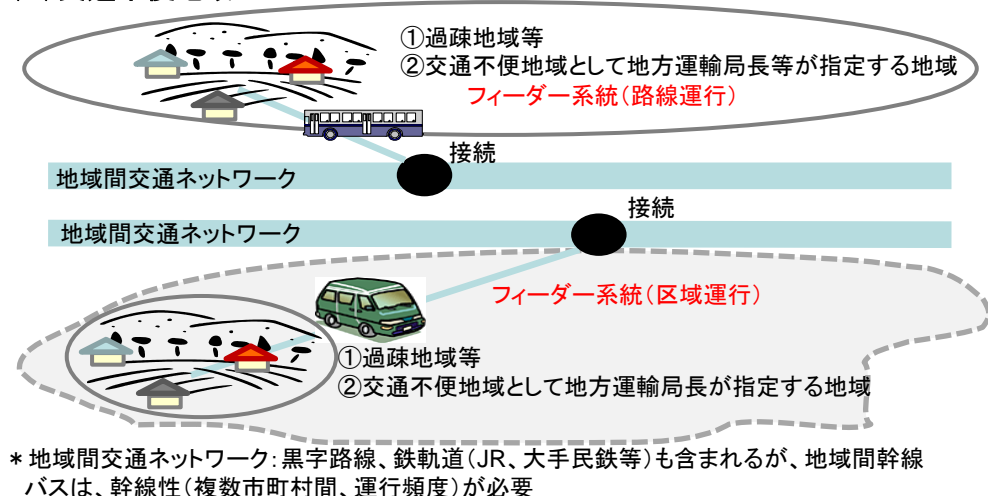 ①過疎地域等
②交通不便地域として地方運輸局長等が指定する地域
フィーダー系統(路線運行)
接続
地域間交通ネットワーク
接続
地域間交通ネットワーク
フィーダー系統(区域運行)
①過疎地域等
②交通不便地域として地方運輸局長が指定する地域
*地域間交通ネットワーク:黒字路線、鉄軌道(JR、大手民鉄等)も含まれるが、地域間幹線
バスは、幹線性(複数市町村間、運行頻度)が必要